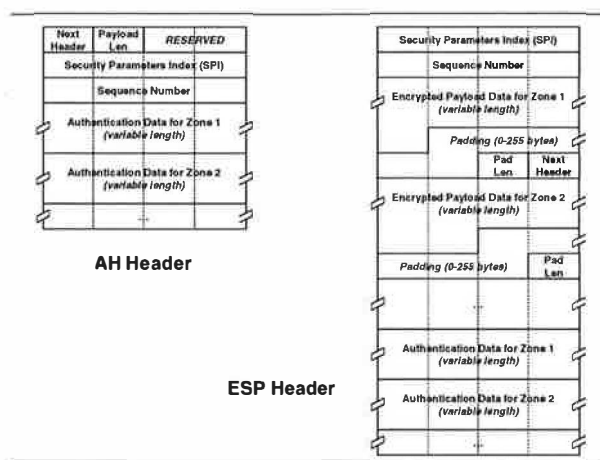 Next Header
Payload Len
RESERVED
Security Parameters Index (SPI)
Sequence Number
Authentication Data for Zone 1
(variable length)
Authentication Data for Zone 2
(variable length)
...
AH Header
Security Parameters Index (SPI)
Sequence Number
Encrypted Payload Data for Zone 1
(variable length)
Padding (0-255 bytes)
Pad Len
Next Header
Encrypted Payload Data for Zone 2
(variable length)
Padding (0-255 bytes)
Pad Len
...
Authentication Data for Zone 1
(variable length)
Authentication Data for Zone 2
(variable length)
...
ESP Header